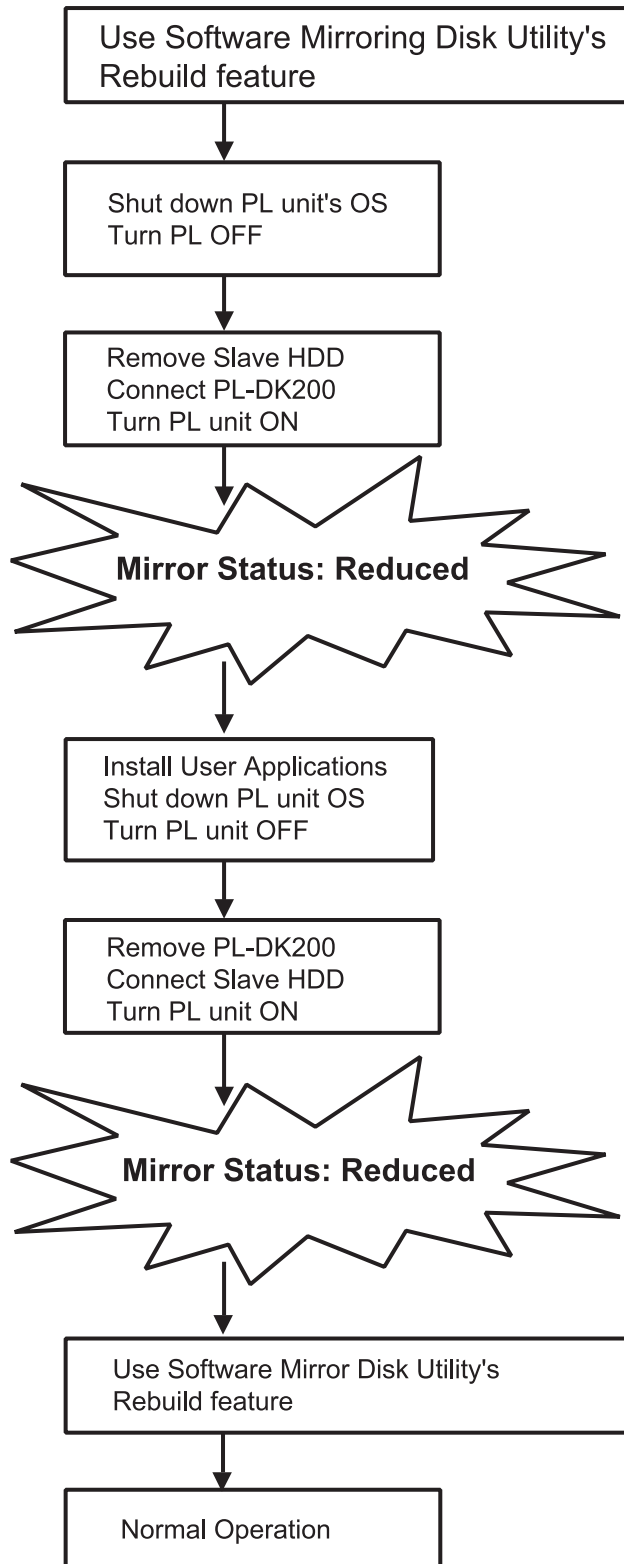 Use Software Mirroring Disk Utility's
Rebuild feature
Shut down PL unit's OS
Turn PL OFF
Remove Slave HDD
Connect PL-DK200
Turn PL unit ON
Mirror Status: Reduced
Install User Applications
Shut down PL unit OS
Turn PL unit OFF
Remove PL-DK200
Connect Slave HDD
Turn PL unit ON
Mirror Status: Reduced
Use Software Mirror Disk Utility's
Rebuild feature
Normal Operation